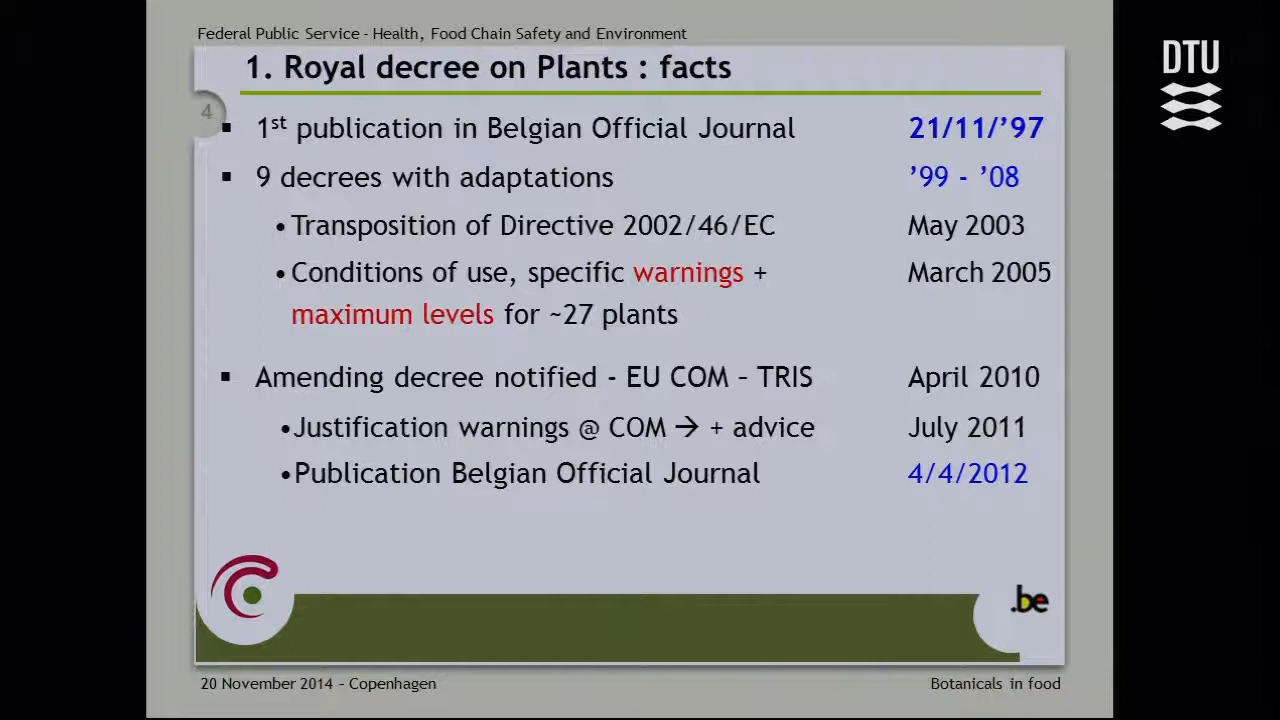 Federal Public Service - Health, Food Chain Safety and Environment
DTU
1. Royal decree on Plants : facts
4
▪ 1st publication in Belgian Official Journal 21/11/’97
▪ 9 decrees with adaptations ’99 - ’08
• Transposition of Directive 2002/46/EC May 2003
• Conditions of use, specific warnings + March 2005
maximum levels for ~27 plants
▪ Amending decree notified - EU COM – TRIS April 2010
•Justification warnings @ COM → + advice July 2011
•Publication Belgian Official Journal 4/4/2012
.be
20 November 2014 – Copenhagen Botanicals in food